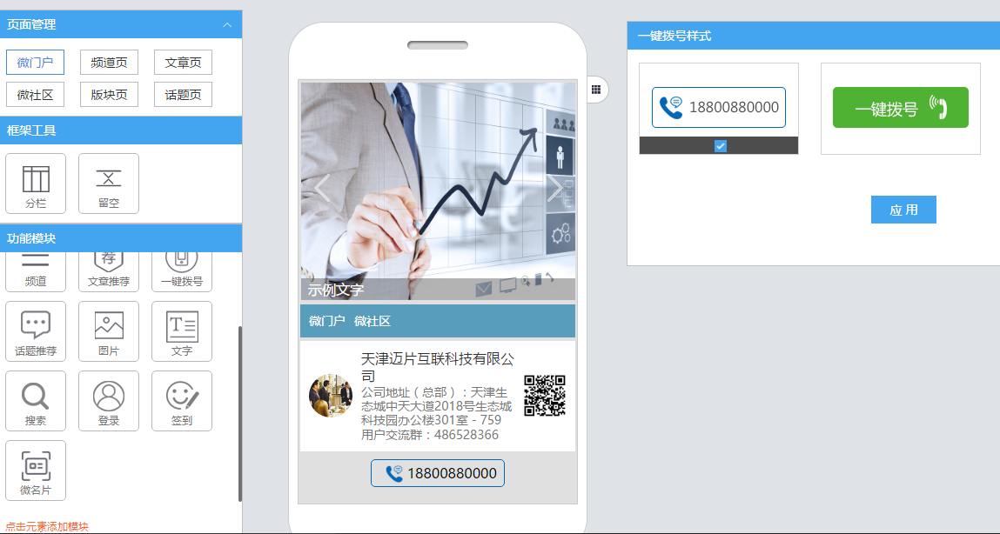 页面管理
微门户 频道页 文章页
微社区 版块页 话题页
框架工具
分栏 留空
功能模块
频道 文章推荐 一键拨号
话题推荐 图片 文字
搜索 登录 签到
微名片
点击元素添加模块
示例文字
微门户 微社区
天津迈片互联科技有限公
司
公司地址（总部）：天津生
态城中天大道2018号生态城
科技园办公楼301室 - 759
用户交流群：486528366
18800880000
一键拨号样式
18800880000
一键拨号
应 用